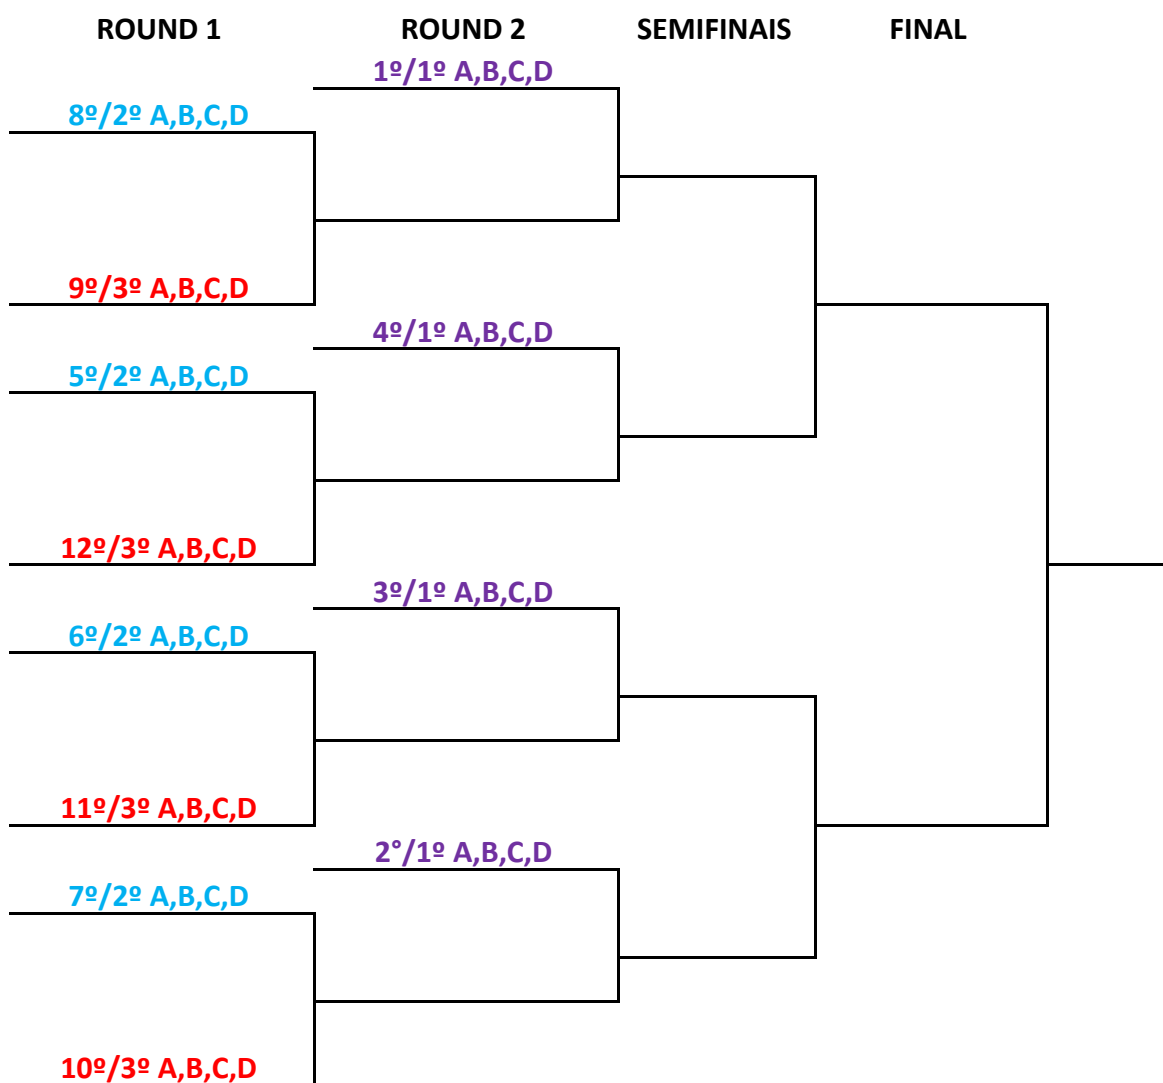 ROUND 1 ROUND 2 SEMIFINAIS FINAL
1º/1º A,B,C,D
8º/2º A,B,C,D
9º/3º A,B,C,D
4º/1º A,B,C,D
5º/2º A,B,C,D
12º/3º A,B,C,D
3º/1º A,B,C,D
6º/2º A,B,C,D
11º/3º A,B,C,D
2°/1º A,B,C,D
7º/2º A,B,C,D
10º/3º A,B,C,D